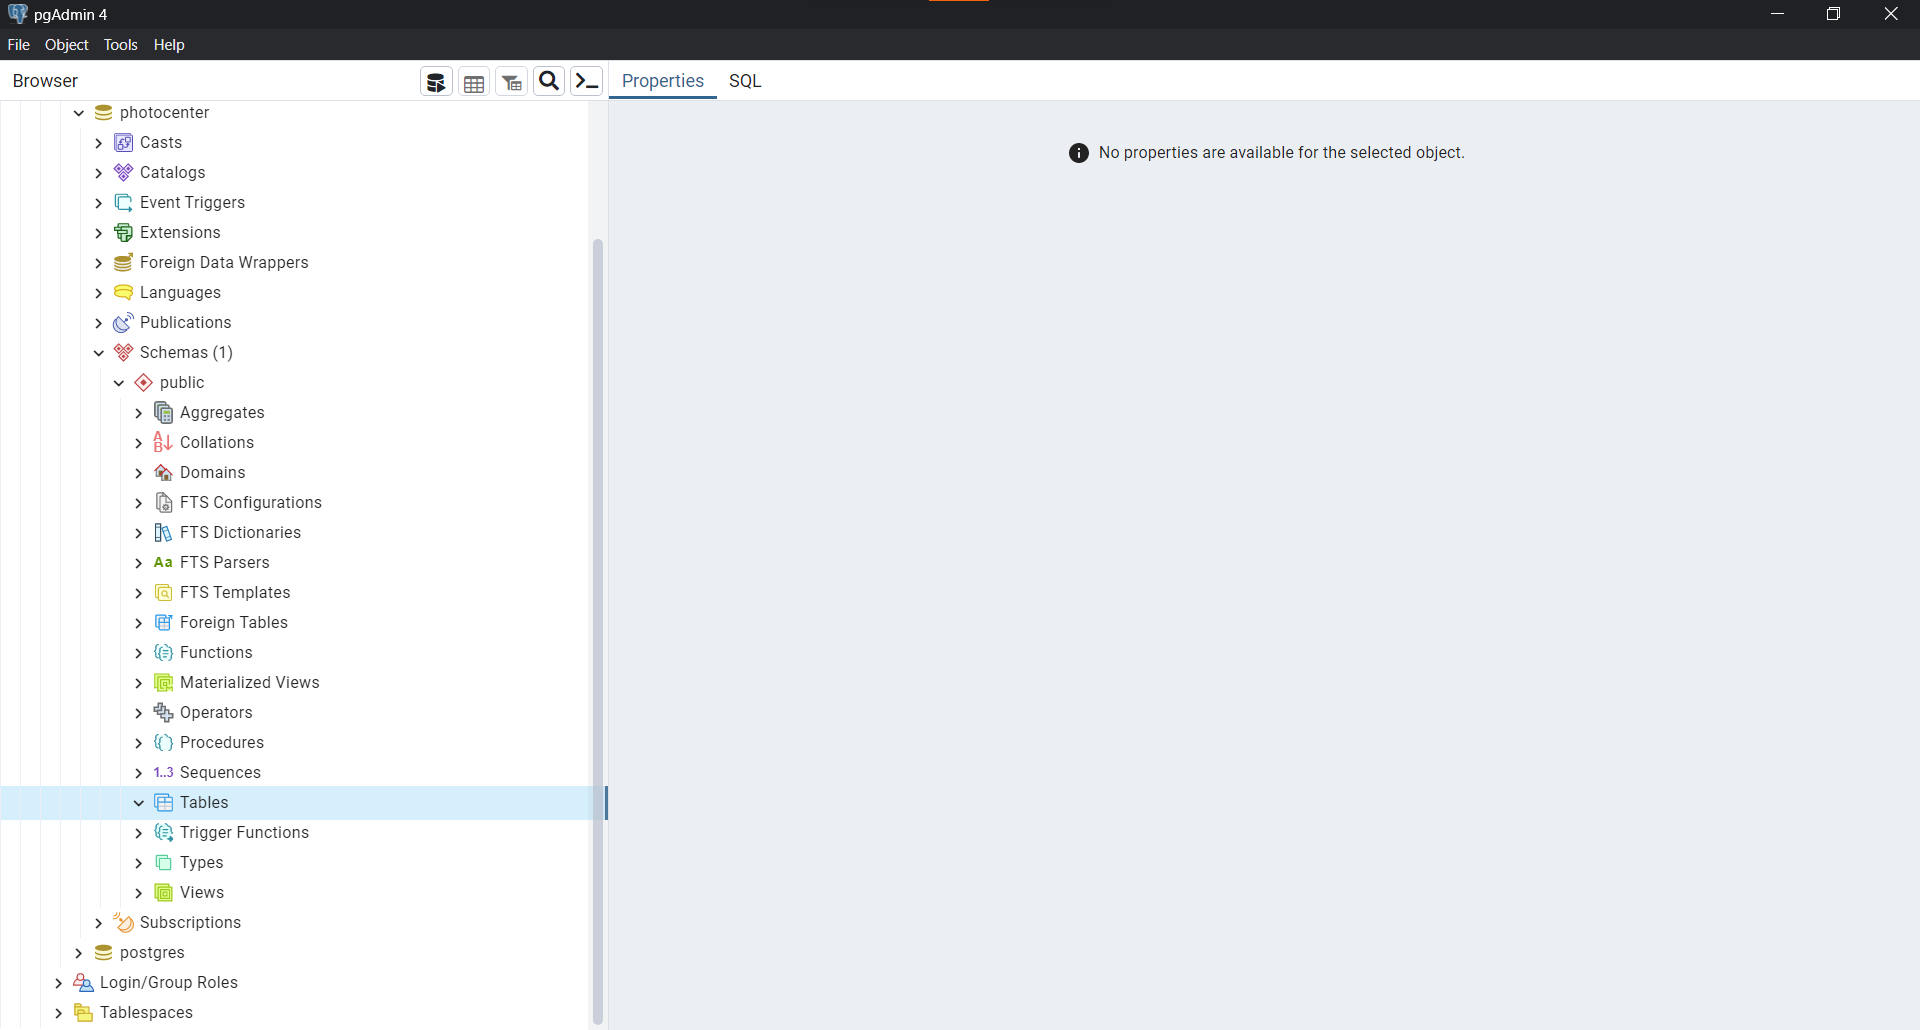 pgAdmin 4
File Object Tools Help
Browser
Properties SQL
photocenter
Casts
Catalogs
Event Triggers
Extensions
Foreign Data Wrappers
Languages
Publications
Schemas (1)
public
Aggregates
Collations
Domains
FTS Configurations
FTS Dictionaries
Aa FTS Parsers
FTS Templates
Foreign Tables
Functions
Materialized Views
Operators
Procedures
1..3 Sequences
Tables
Trigger Functions
Types
Views
Subscriptions
postgres
Login/Group Roles
Tablespaces
No properties are available for the selected object.